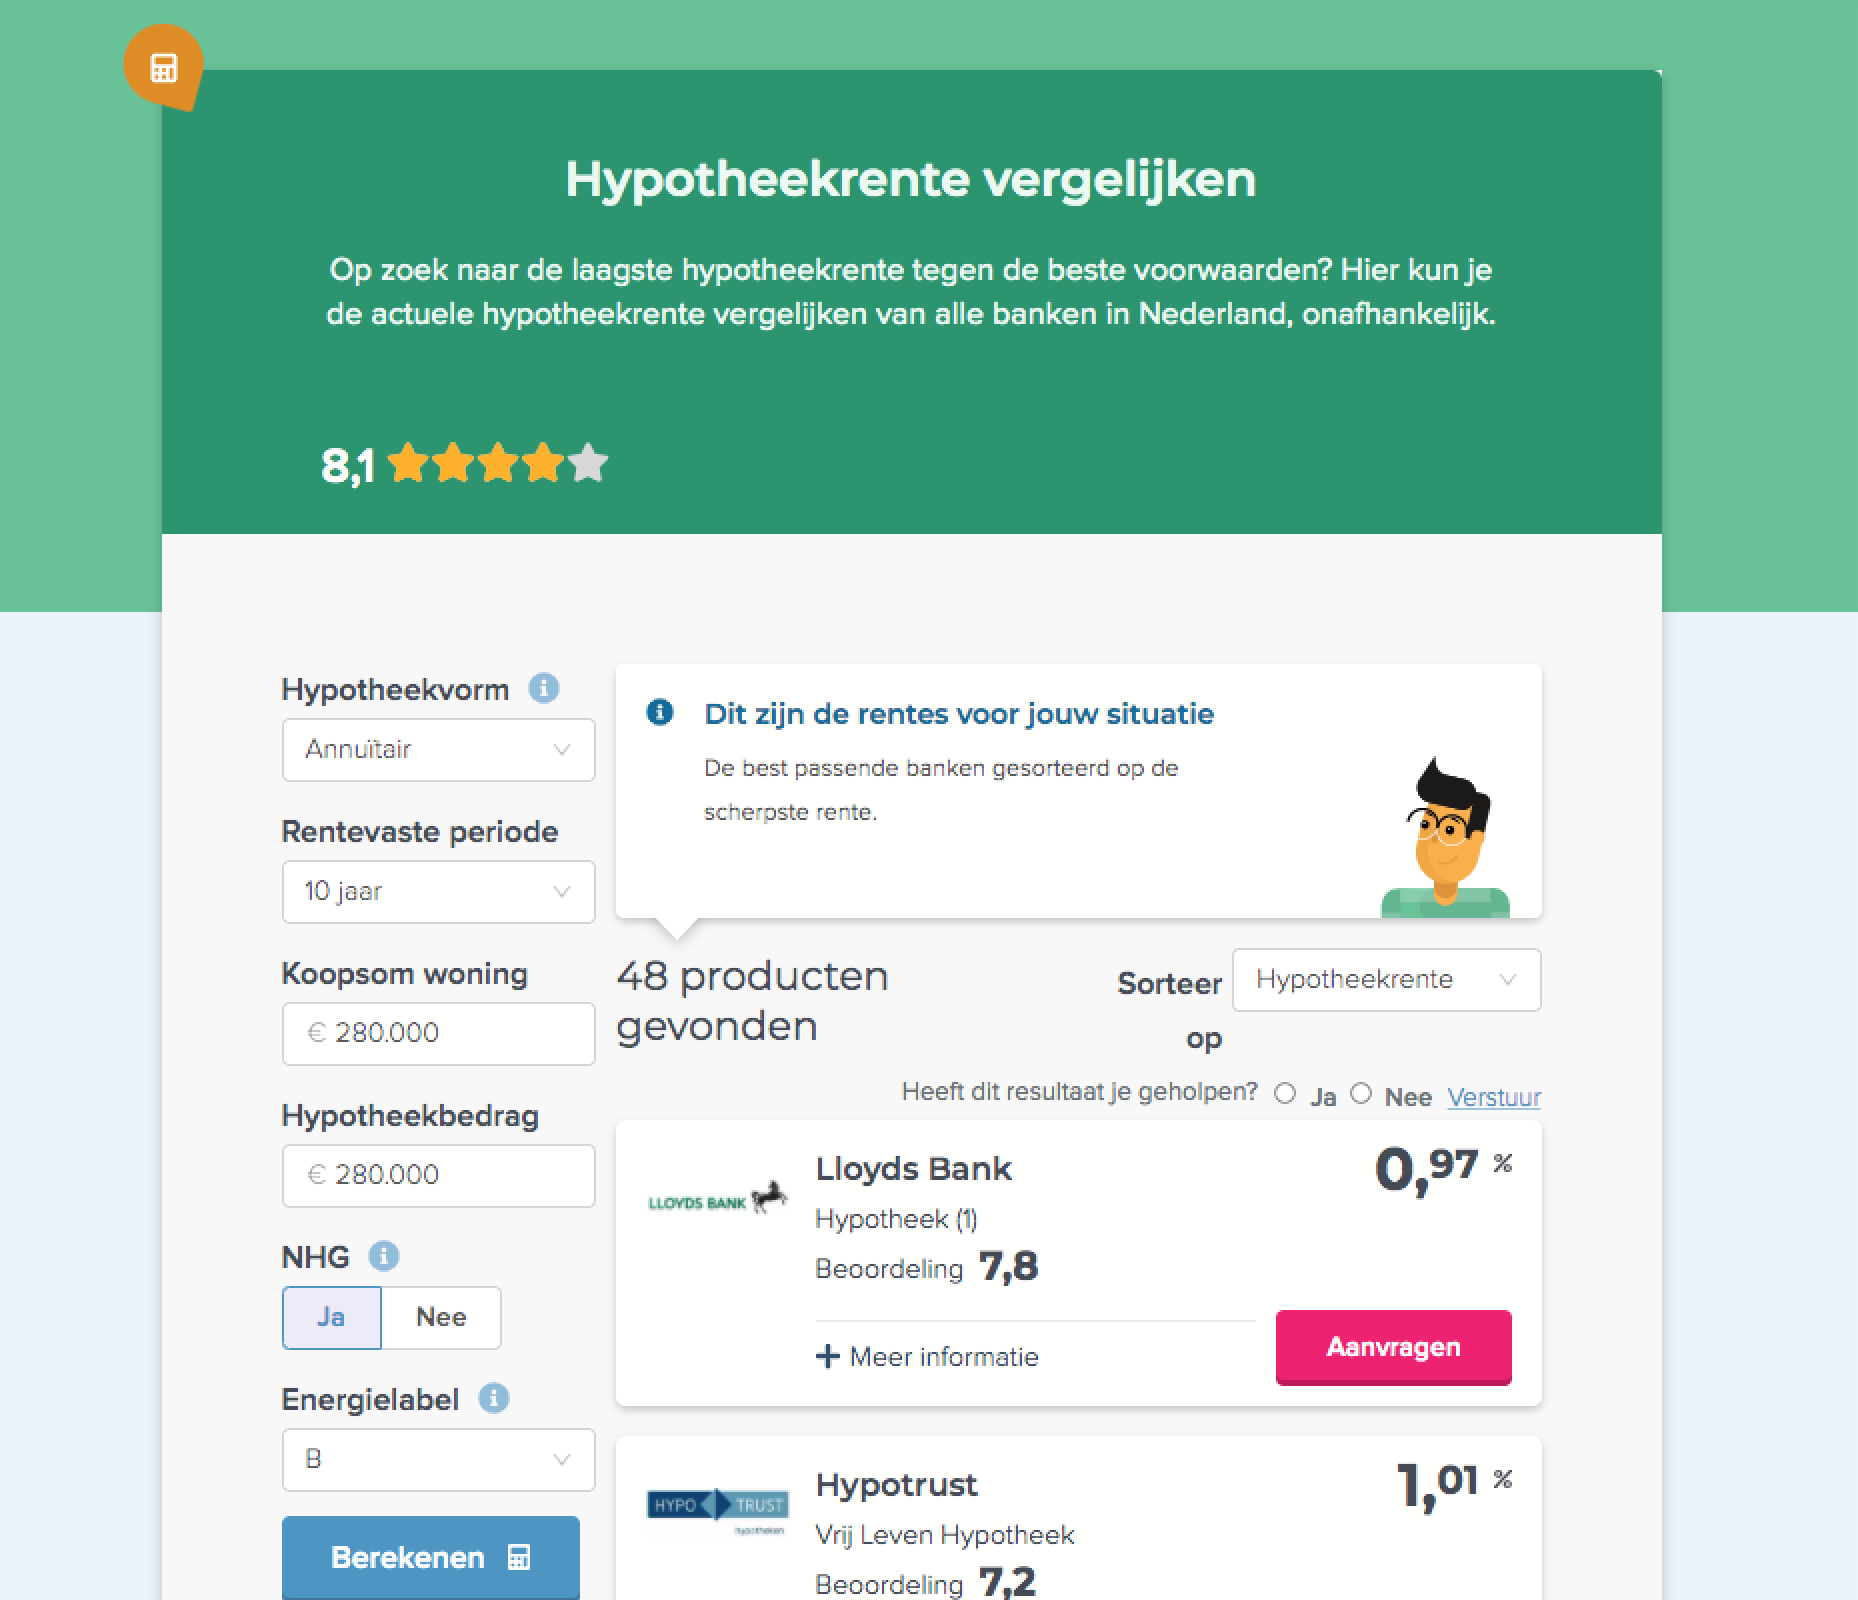 Hypotheekrente vergelijken
Op zoek naar de laagste hypotheekrente tegen de beste voorwaarden? Hier kun je
de actuele hypotheekrente vergelijken van alle banken in Nederland, onafhankelijk.
8,1
Hypotheekvorm
Annuïtair
Rentevaste periode
10 jaar
Koopsom woning
€ 280.000
Hypotheekbedrag
€ 280.000
NHG
Ja Nee
Energielabel
B
Berekenen
Dit zijn de rentes voor jouw situatie
De best passende banken gesorteerd op de
scherpste rente.
48 producten
gevonden
Sorteer
op
Hypotheekrente
Heeft dit resultaat je geholpen? Ja Nee Verstuur
LLOYDS BANK
Lloyds Bank
0,97 %
Hypotheek (1)
Beoordeling 7,8
+ Meer informatie
Aanvragen
HYPO TRUST
hypotheken
Hypotrust
1,01 %
Vrij Leven Hypotheek
Beoordeling 7,2